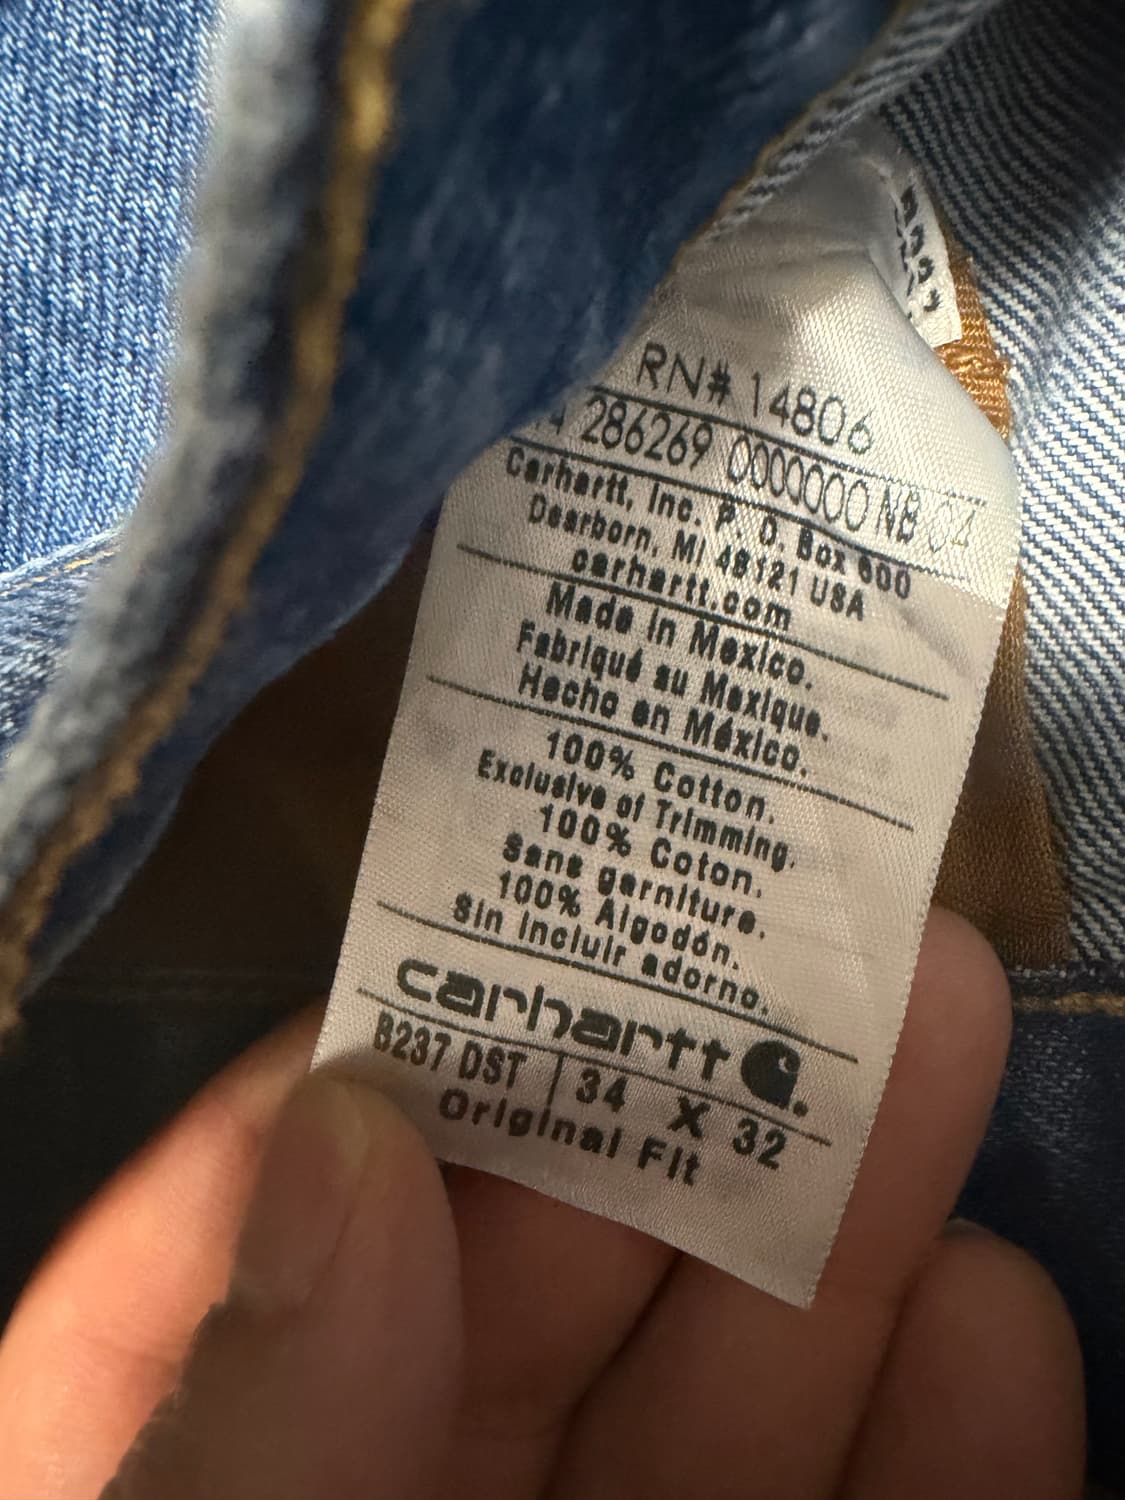 RN# 14806
286269 0000000 NB 04
Carhartt, Inc. P. O. Box 600
Dearborn, MI 48121 USA
carhartt.com
Made in Mexico.
Fabriqué au Mexique.
Hecho en México.
100% Cotton.
Exclusive of Trimming.
100% Coton.
Sans garniture.
100% Algodón.
Sin incluir adorno.
carhartt
B237 DST | 34 X 32
Original Fit